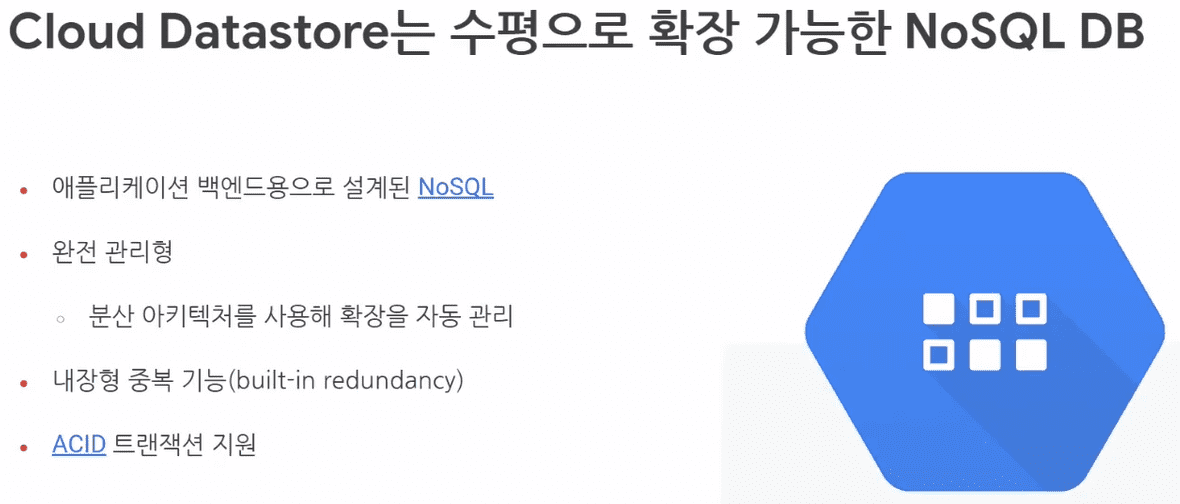 Cloud Datastore는 수평으로 확장 가능한 NoSQL DB
애플리케이션 백엔드용으로 설계된 NoSQL
완전 관리형
분산 아키텍처를 사용해 확장을 자동 관리
내장형 중복 기능(built-in redundancy)
ACID 트랜잭션 지원